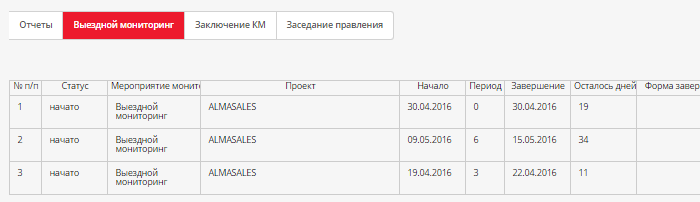 Отчеты Выездной мониторинг Заключение КМ Заседание правления
№ п/п Статус Мероприятие монито Проект Начало Период Завершение Осталось дней Форма завер
1 начато Выездной мониторинг ALMASALES 30.04.2016 0 30.04.2016 19
2 начато Выездной мониторинг ALMASALES 09.05.2016 6 15.05.2016 34
3 начато Выездной мониторинг ALMASALES 19.04.2016 3 22.04.2016 11